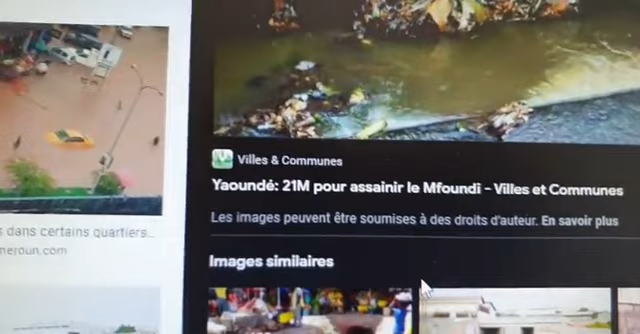 s dans certains quartiers...
neroun.com
Villes & Communes
Yaoundé: 21M pour assainir le Mfoundi - Villes et Communes
Les images peuvent être soumises à des droits d'auteur. En savoir plus
Images similaires